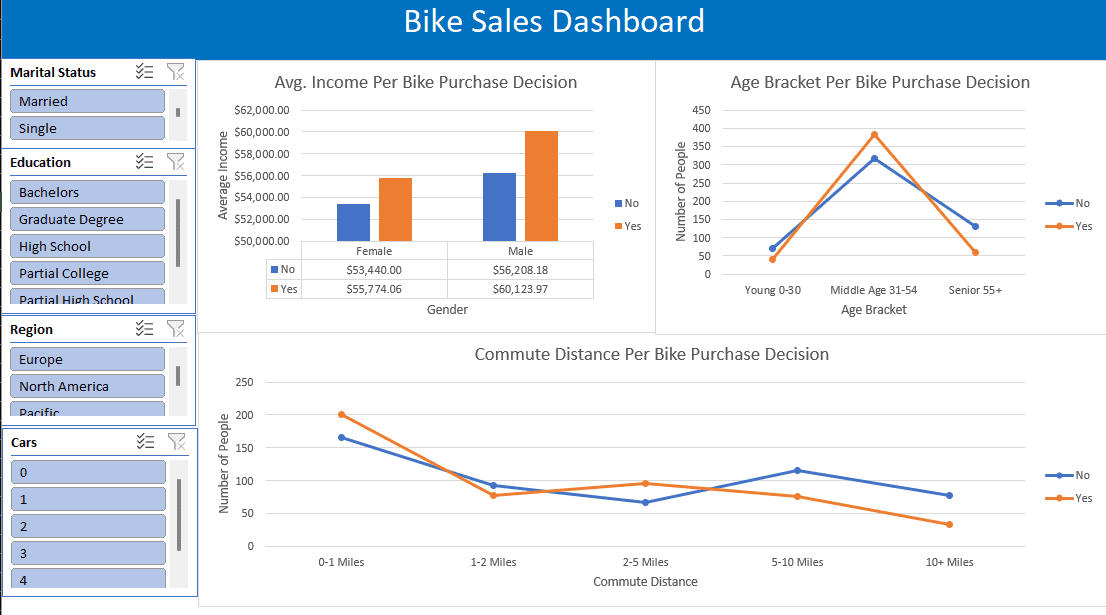 Bike Sales Dashboard
Marital Status
Married
Single
Education
Bachelors
Graduate Degree
High School
Partial College
Partial High School
Region
Europe
North America
Pacific
Cars
0
1
2
3
4
Avg. Income Per Bike Purchase Decision
$62,000.00
$60,000.00
$58,000.00
$56,000.00
$54,000.00
$52,000.00
$50,000.00
Average Income
Female Male
No $53,440.00 $56,208.18
Yes $55,774.06 $60,123.97
Gender
No
Yes
Age Bracket Per Bike Purchase Decision
450
400
350
300
250
200
150
100
50
0
Number of People
Young 0-30 Middle Age 31-54 Senior 55+
Age Bracket
No
Yes
Commute Distance Per Bike Purchase Decision
250
200
150
100
50
0
Number of People
0-1 Miles 1-2 Miles 2-5 Miles 5-10 Miles 10+ Miles
Commute Distance
No
Yes